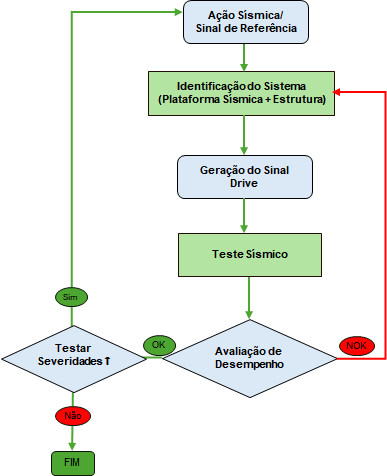 Ação Sísmica/
Sinal de Referência
Identificação do Sistema
(Plataforma Sísmica + Estrutura)
Geração do Sinal
Drive
Teste Sísmico
Sim
Testar
Severidades↑
OK
Avaliação de
Desempenho
NOK
Não
FIM